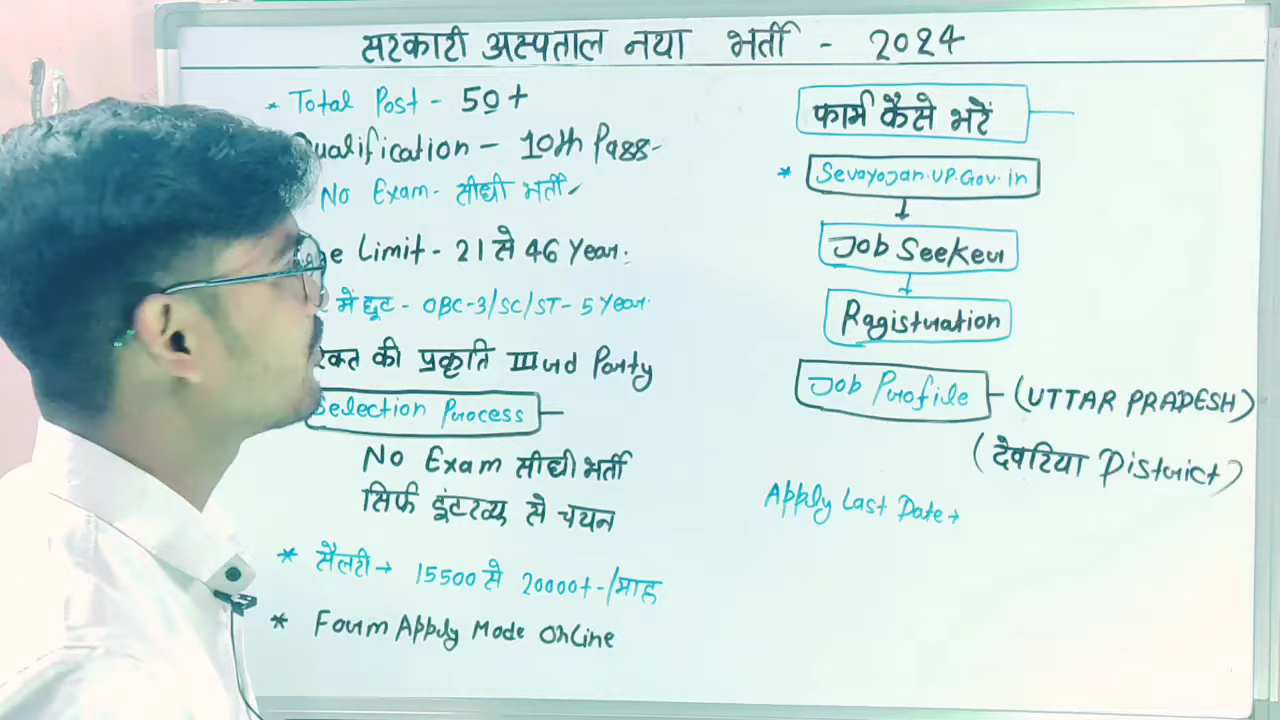 सरकारी अस्पताल नया भर्ती - 2024
* Total Post - 50+
Qualification - 10th Pass-
No Exam- सीधी भर्ती
Limit - 21 से 46 Year.
में छूट - OBC-3/SC/ST- 5 Year.
की प्रकृति IIIrd Party
Selection Process
No Exam सीधी भर्ती
सिर्फ इंटरव्यू से चयन
* सैलरी → 15500 से 20000+-/माह
* Form Apply Mode Online
फार्म कैसे भरें
* Sevayojan.UP.Gov.in
↓
Job Seeker
↓
Ragistration
Job Profile - (UTTAR PRADESH)
(देवरिया District)
Apply Last Date →